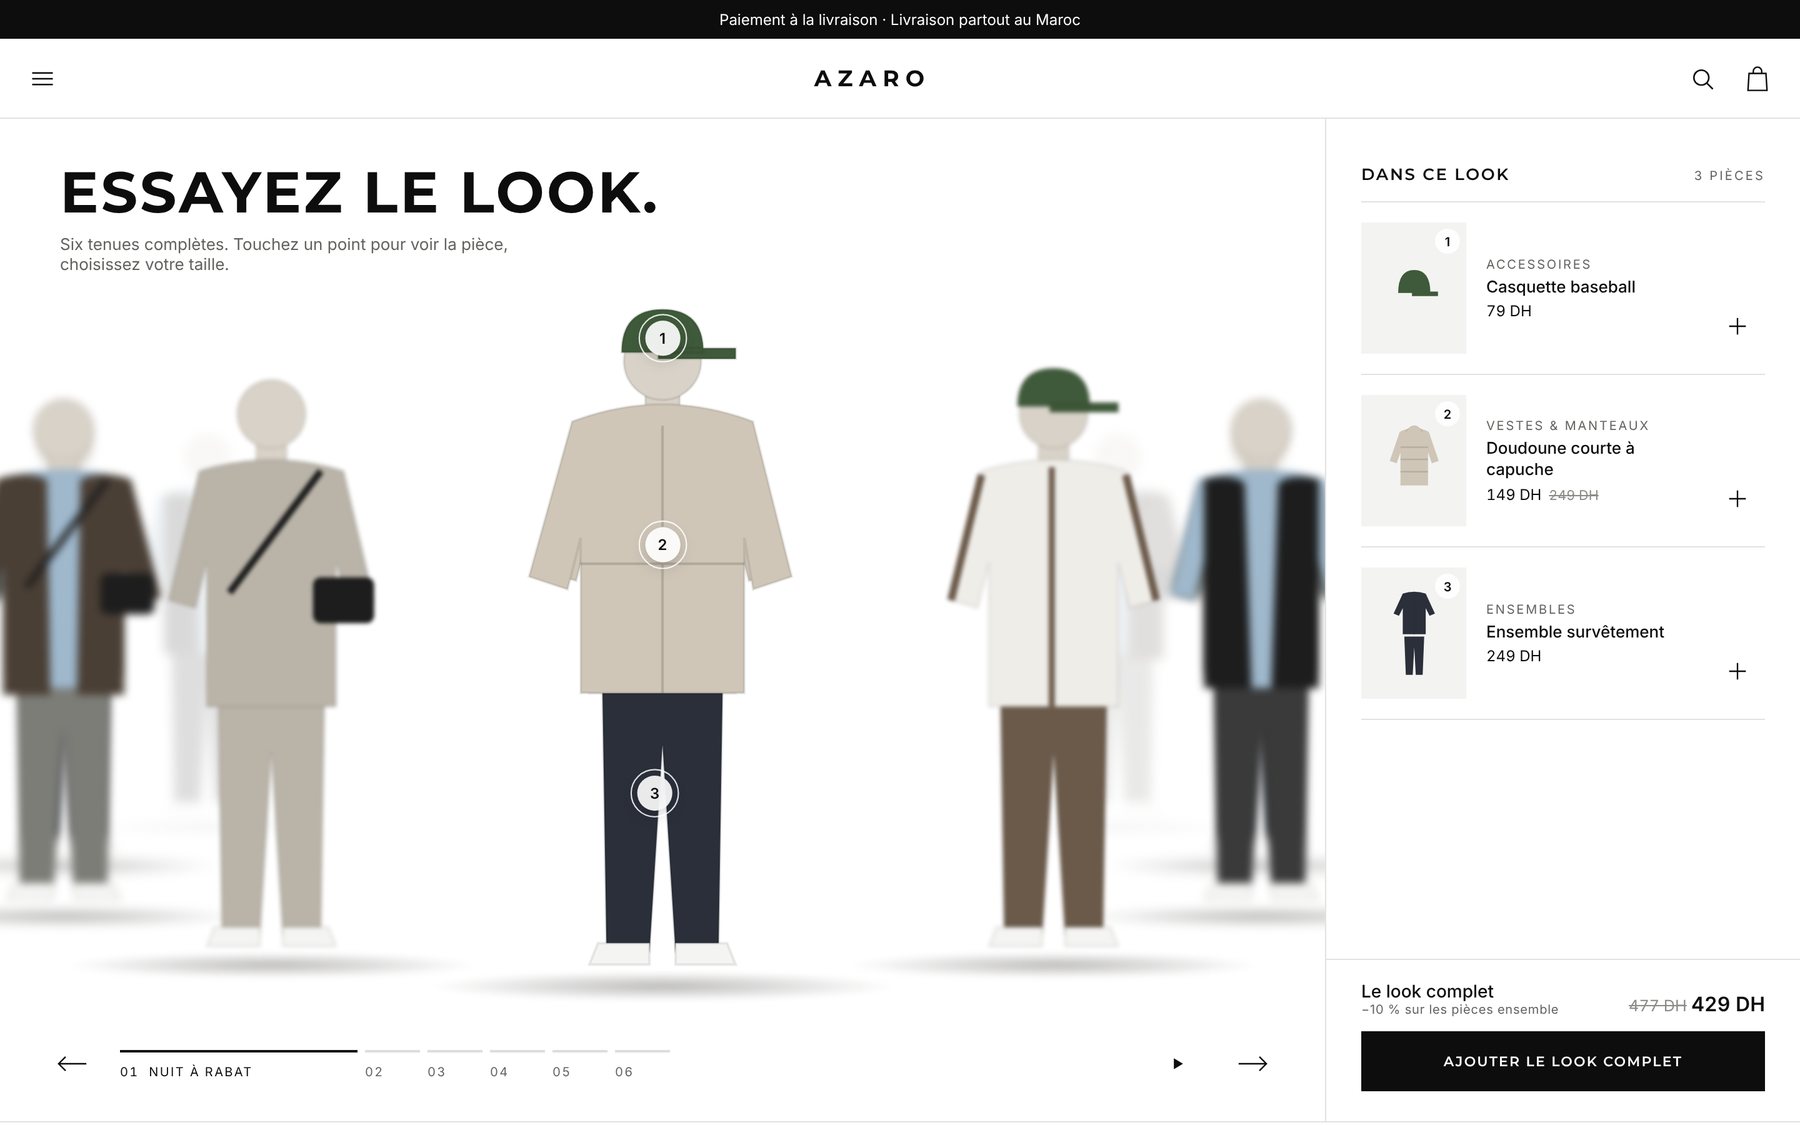 Paiement à la livraison · Livraison partout au Maroc
AZARO
ESSAYEZ LE LOOK.
Six tenues complètes. Touchez un point pour voir la pièce,
choisissez votre taille.
1
2
3
01 NUIT À RABAT
02
03
04
05
06
DANS CE LOOK
3 PIÈCES
1
ACCESSOIRES
Casquette baseball
79 DH
2
VESTES & MANTEAUX
Doudoune courte à
capuche
149 DH 249 DH
3
ENSEMBLES
Ensemble survêtement
249 DH
Le look complet
−10 % sur les pièces ensemble
477 DH 429 DH
AJOUTER LE LOOK COMPLET